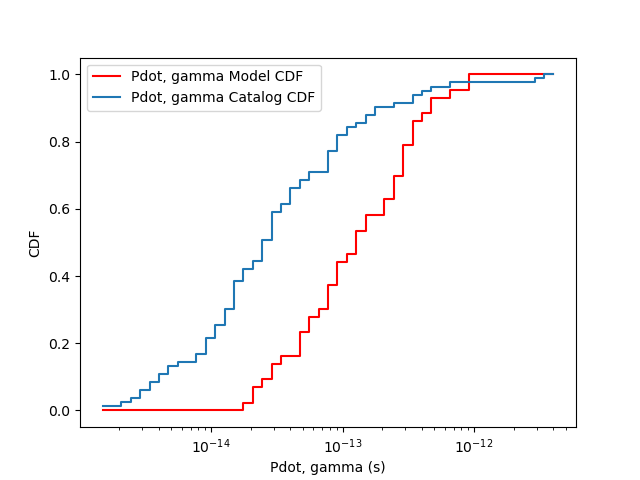 Pdot, gamma Model CDF
Pdot, gamma Catalog CDF
1.0
0.8
0.6
0.4
0.2
0.0
CDF
10⁻¹⁴ 10⁻¹³ 10⁻¹²
Pdot, gamma (s)